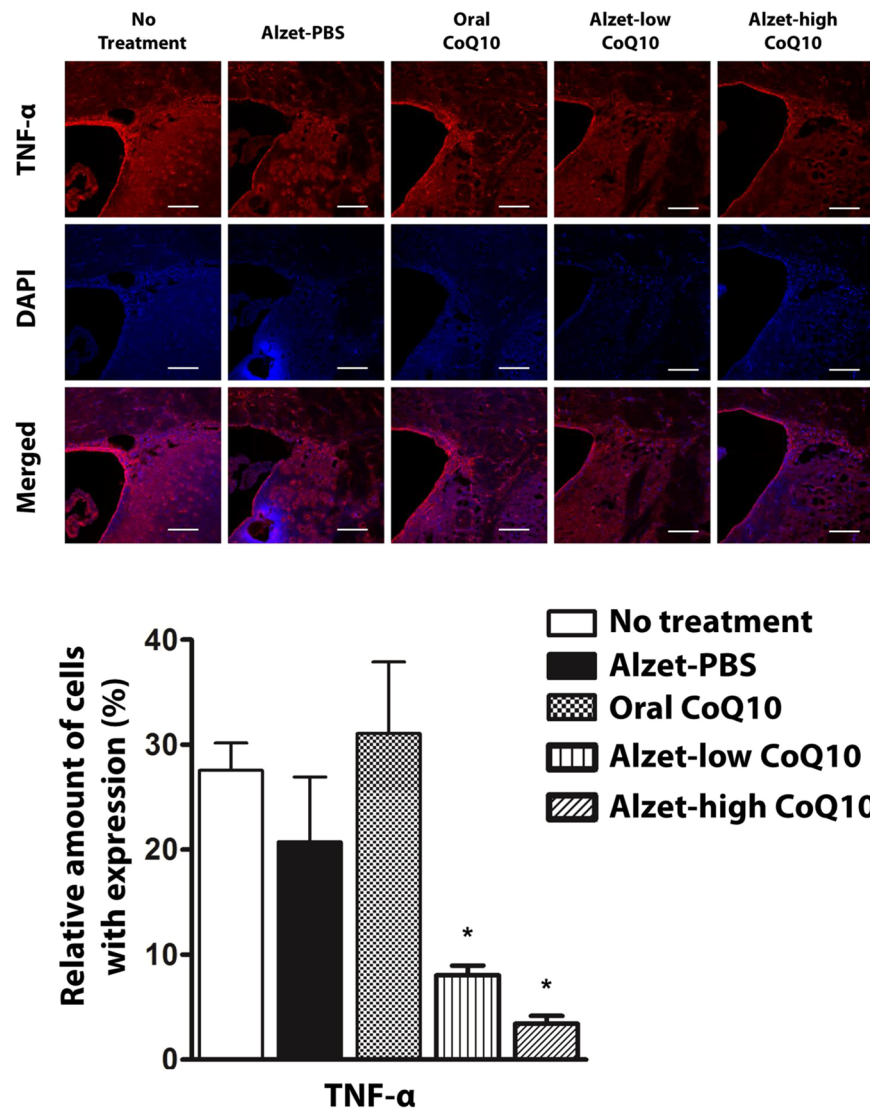 No
Treatment
Alzet-PBS
Oral
CoQ10
Alzet-low
CoQ10
Alzet-high
CoQ10
TNF-α
DAPI
Merged
Relative amount of cells
with expression (%)
40
30
20
10
0
*
*
TNF-α
No treatment
Alzet-PBS
Oral CoQ10
Alzet-low CoQ10
Alzet-high CoQ10